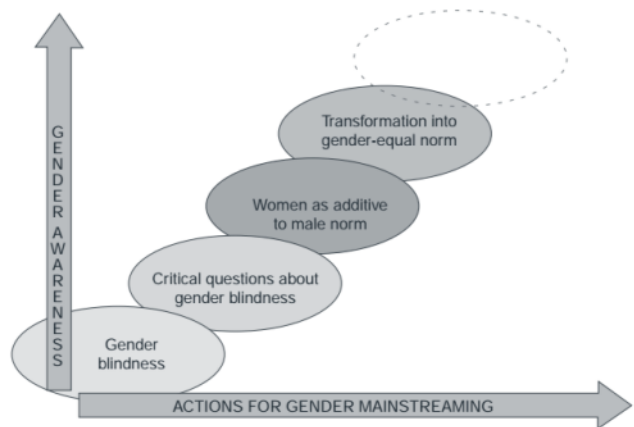 GENDER AWARENESS
Transformation into
gender-equal norm
Women as additive
to male norm
Critical questions about
gender blindness
Gender
blindness
ACTIONS FOR GENDER MAINSTREAMING